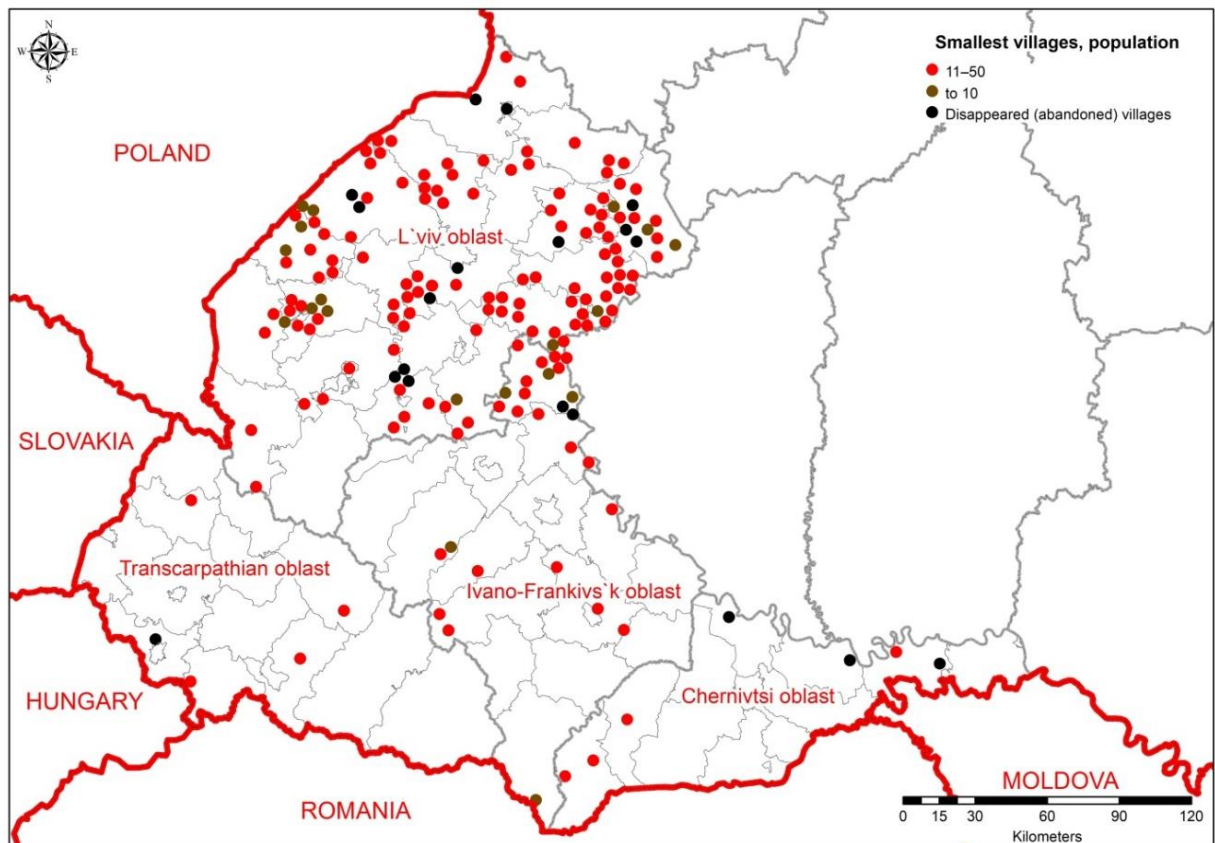 N
W E
S
Smallest villages, population
11–50
to 10
Disappeared (abandoned) villages
POLAND
L`viv oblast
SLOVAKIA
Transcarpathian oblast
Ivano-Frankivs`k oblast
HUNGARY
Chernivtsi oblast
MOLDOVA
ROMANIA
0 15 30 60 90 120
Kilometers